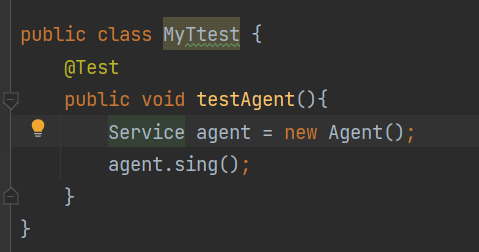 public class MyTtest {
@Test
public void testAgent(){
Service agent = new Agent();
agent.sing();
}
}